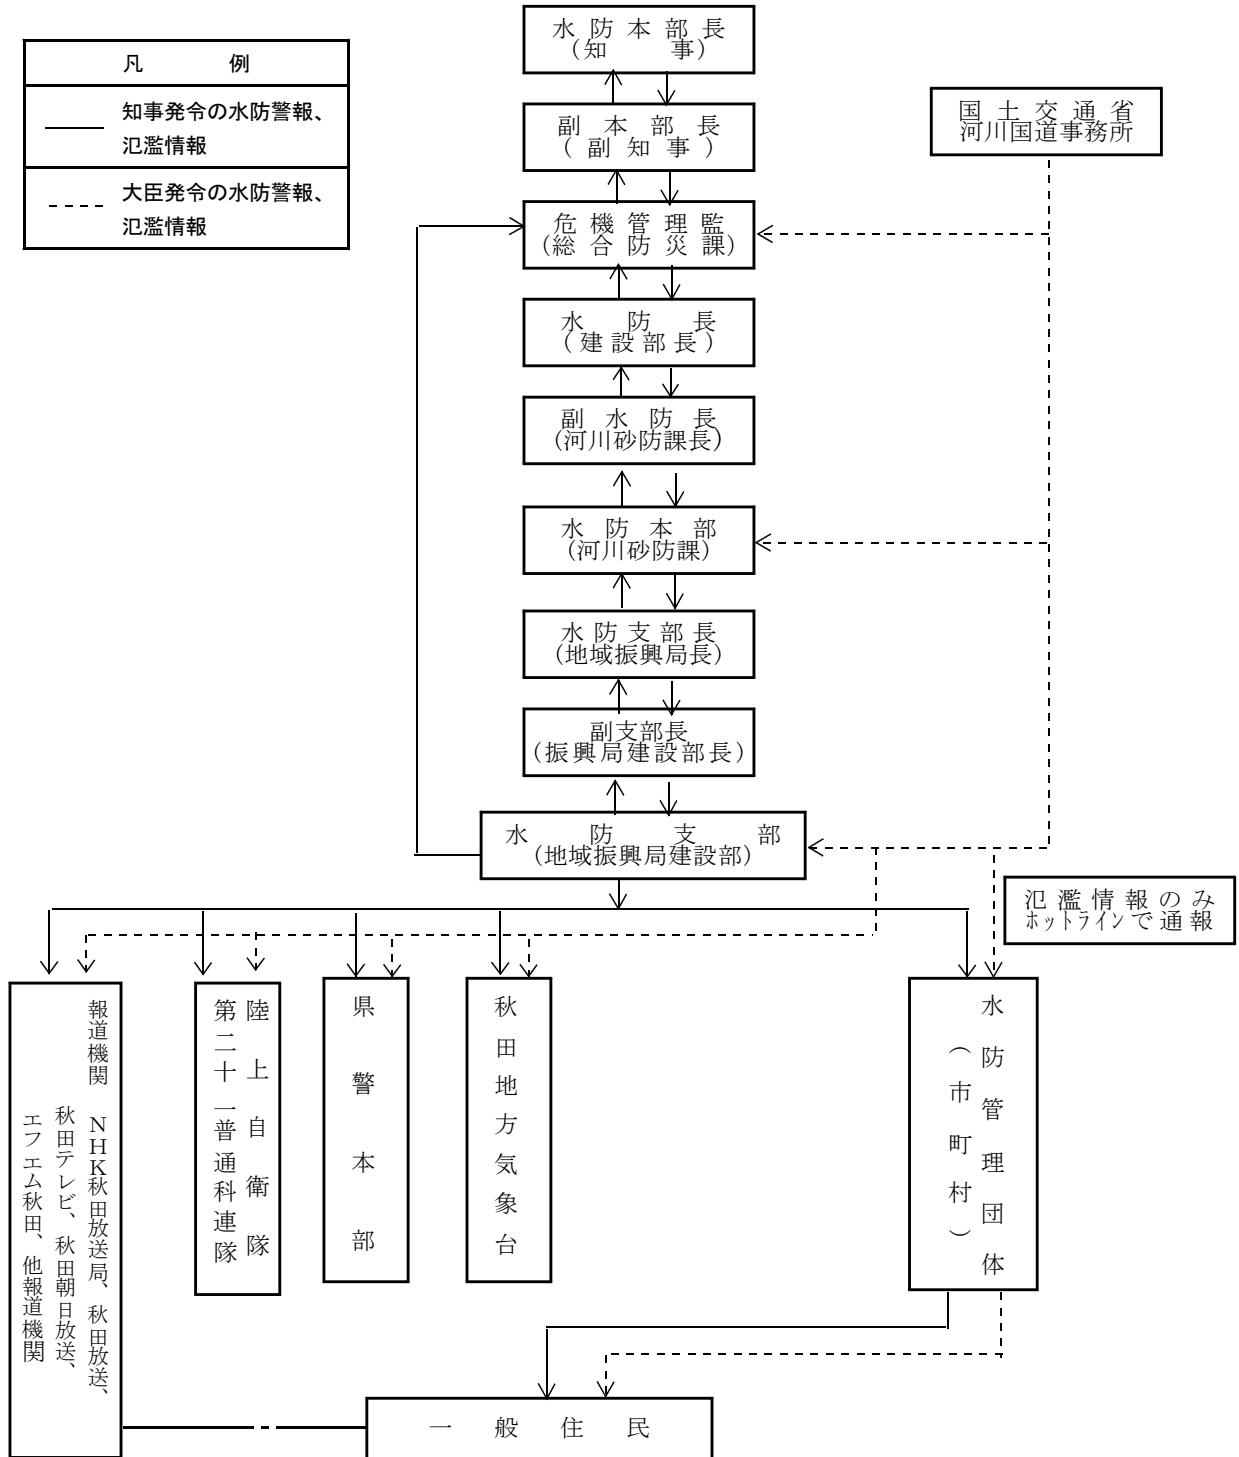 凡　例
知事発令の水防警報、
氾濫情報
大臣発令の水防警報、
氾濫情報
水防本部長
（知事）
副本部長
（副知事）
国土交通省
河川国道事務所
危機管理監
（総合防災課）
水防長
（建設部長）
副水防長
（河川砂防課長）
水防本部
（河川砂防課）
水防支部長
（地域振興局長）
副支部長
（振興局建設部長）
水防支部
（地域振興局建設部）
氾濫情報のみ
ﾎｯﾄﾗｲﾝで通報
報道機関　NHK秋田放送局、秋田放送、
秋田テレビ、秋田朝日放送、
エフエム秋田、他報道機関
陸上自衛隊
第二十一普通科連隊
県警本部
秋田地方気象台
水防管理団体
（市町村）
一般住民